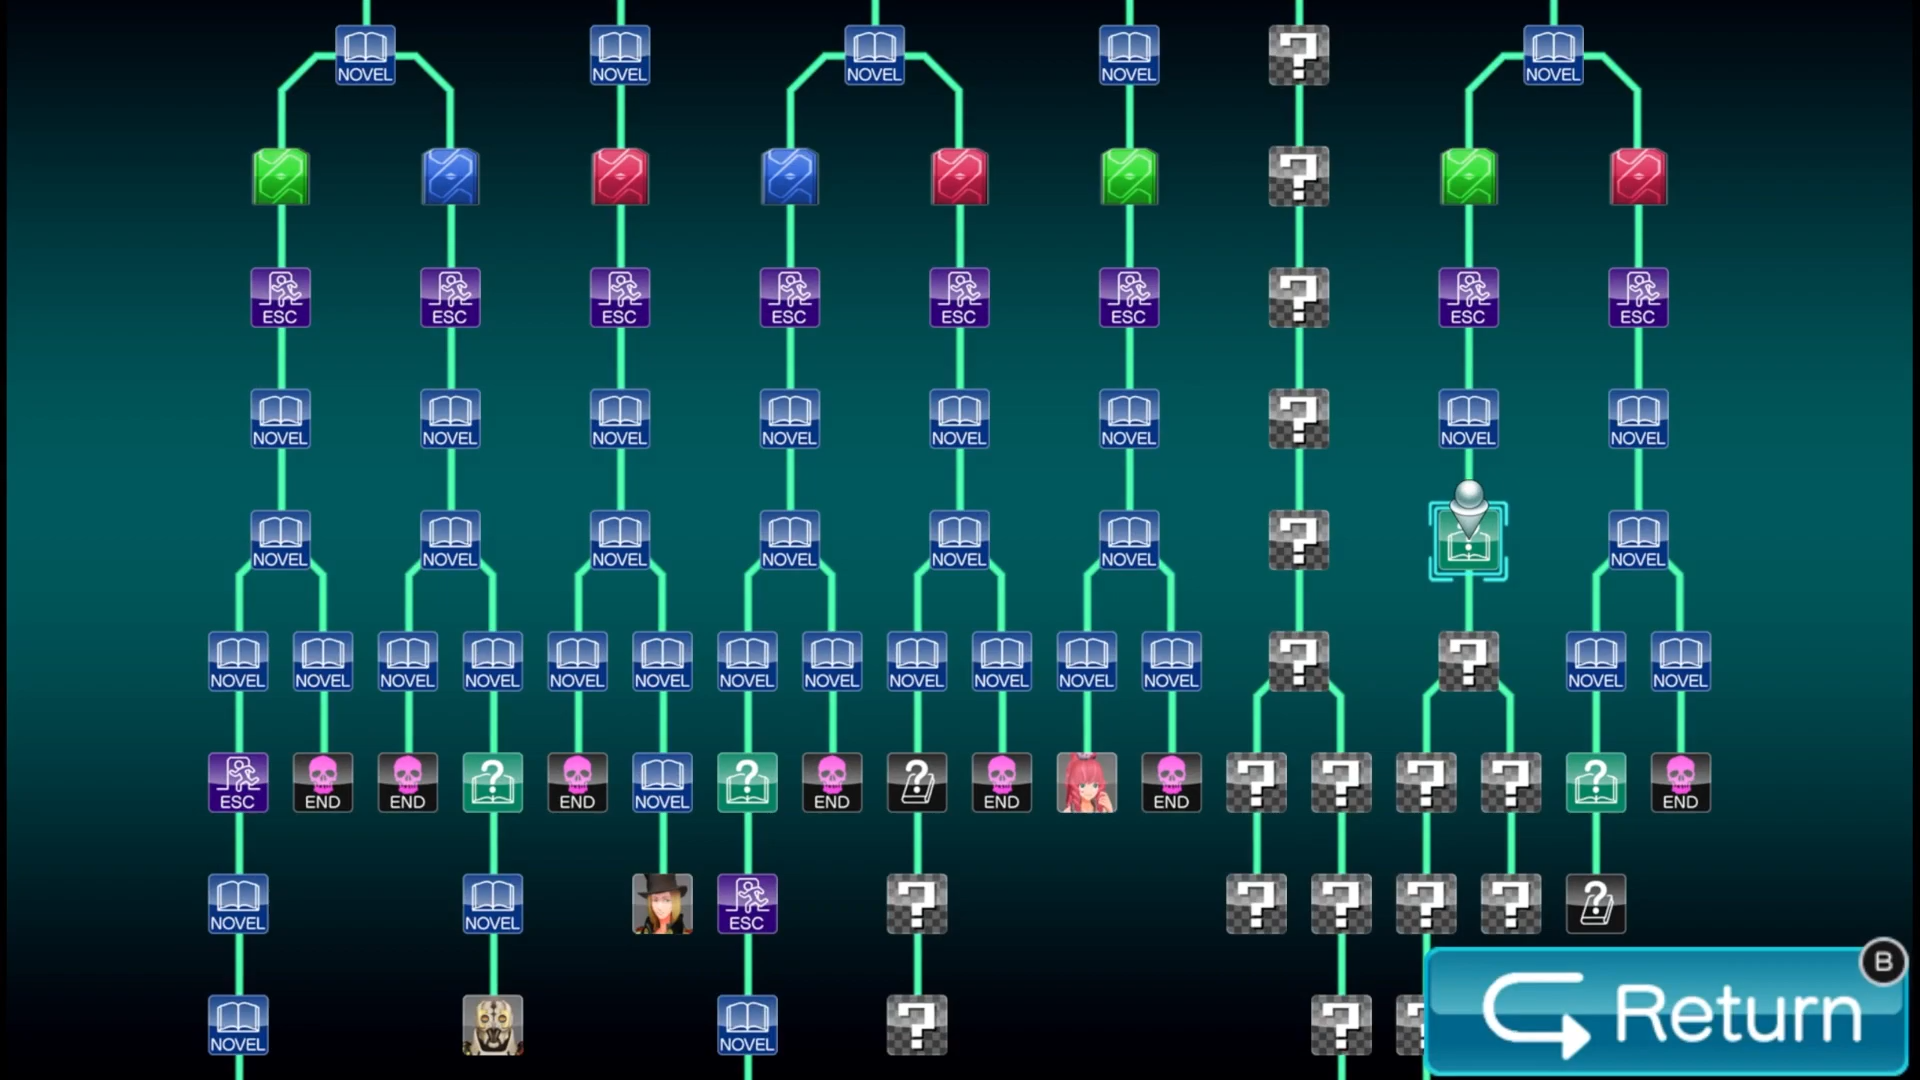 NOVEL NOVEL NOVEL NOVEL ? NOVEL
?
ESC ESC ESC ESC ESC ESC ? ESC ESC
NOVEL NOVEL NOVEL NOVEL NOVEL NOVEL ? NOVEL NOVEL
NOVEL NOVEL NOVEL NOVEL NOVEL NOVEL ? NOVEL
NOVEL NOVEL NOVEL NOVEL NOVEL NOVEL NOVEL NOVEL NOVEL NOVEL NOVEL NOVEL ? ? NOVEL NOVEL
ESC END END ? END NOVEL ? END ? END END ? ? ? ? ? END
NOVEL NOVEL ESC ? ? ? ? ? ?
NOVEL NOVEL ? ? ?
B
Return